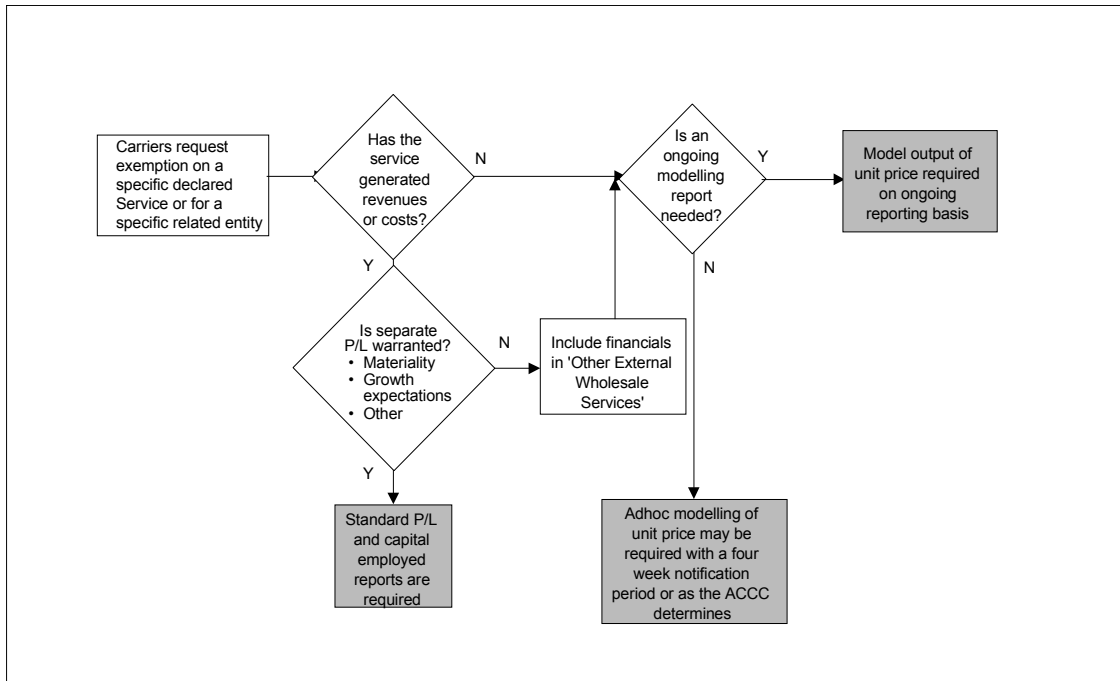 Carriers request
exemption on a
specific declared
Service or for a
specific related entity
Has the
service
generated
revenues
or costs?
N
Y
Is an
ongoing
modelling
report
needed?
Y
N
Model output of
unit price required
on ongoing
reporting basis
Is separate
P/L warranted?
• Materiality
• Growth
expectations
• Other
N
Y
Include financials
in 'Other External
Wholesale
Services'
Standard P/L
and capital
employed
reports are
required
Adhoc modelling of
unit price may be
required with a four
week notification
period or as the ACCC
determines